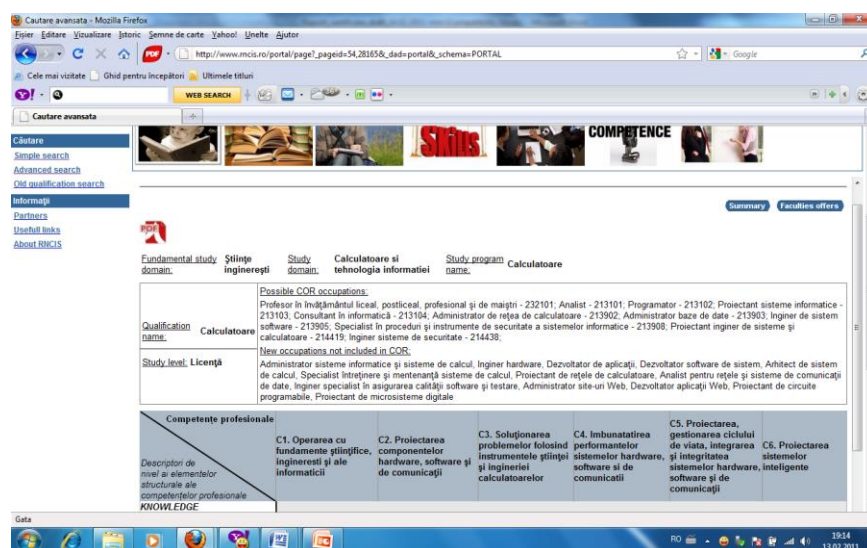 Cautare avansata - Mozilla Firefox
Fişier Editare Vizualizare Istoric Semne de carte Yahoo! Unelte Ajutor
http://www.rncis.ro/portal/page?_pageid=54,28165&_dad=portal&_schema=PORTAL
Google
Cele mai vizitate Ghid pentru începători Ultimele titluri
WEB SEARCH
Cautare avansata
Skills
COMPETENCE
Căutare
Simple search
Advanced search
Old qualification search
Informaţii
Partners
Usefull links
About RNCIS
Summary Faculties offers
PDF
Fundamental study domain: Ştiinţe inginereşti Study domain: Calculatoare si tehnologia informatiei Study program name: Calculatoare
Qualification name: Calculatoare
Possible COR occupations:
Profesor în învăţământul liceal, postliceal, profesional şi de maiştri - 232101; Analist - 213101; Programator - 213102; Proiectant sisteme informatice -
213103; Consultant în informatică - 213104; Administrator de reţea de calculatoare - 213902; Administrator baze de date - 213903; Inginer de sistem
software - 213905; Specialist în proceduri şi instrumente de securitate a sistemelor informatice - 213908; Proiectant inginer de sisteme şi
calculatoare - 214419; Inginer sisteme de securitate - 214438;
Study level: Licenţă
New occupations not included in COR:
Administrator sisteme informatice şi sisteme de calcul, Inginer hardware, Dezvoltator de aplicaţii, Dezvoltator software de sistem, Arhitect de sistem
de calcul, Specialist întreţinere şi mentenanţă sisteme de calcul, Proiectant de reţele de calculatoare, Analist pentru reţele şi sisteme de comunicaţii
de date, Inginer specialist în asigurarea calităţii software şi testare, Administrator site-uri Web, Dezvoltator aplicaţii Web, Proiectant de circuite
programabile, Proiectant de microsisteme digitale
Competenţe profesionale
Descriptori de
nivel ai elementelor
structurale ale
competenţelor profesionale
C1. Operarea cu
fundamente ştiinţifice,
inginereşti si ale
informaticii
C2. Proiectarea
componentelor
hardware, software şi
de comunicaţii
C3. Soluţionarea
problemelor folosind
instrumentele ştiinţei
şi ingineriei
calculatoarelor
C4. Imbunatatirea
performantelor
sistemelor hardware,
software si de
comunicatii
C5. Proiectarea,
gestionarea ciclului
de viata, integrarea
şi integritatea
sistemelor hardware,
software şi de
comunicaţii
C6. Proiectarea
sistemelor
inteligente
KNOWLEDGE
Gata
RO
19:14
13.02.2011